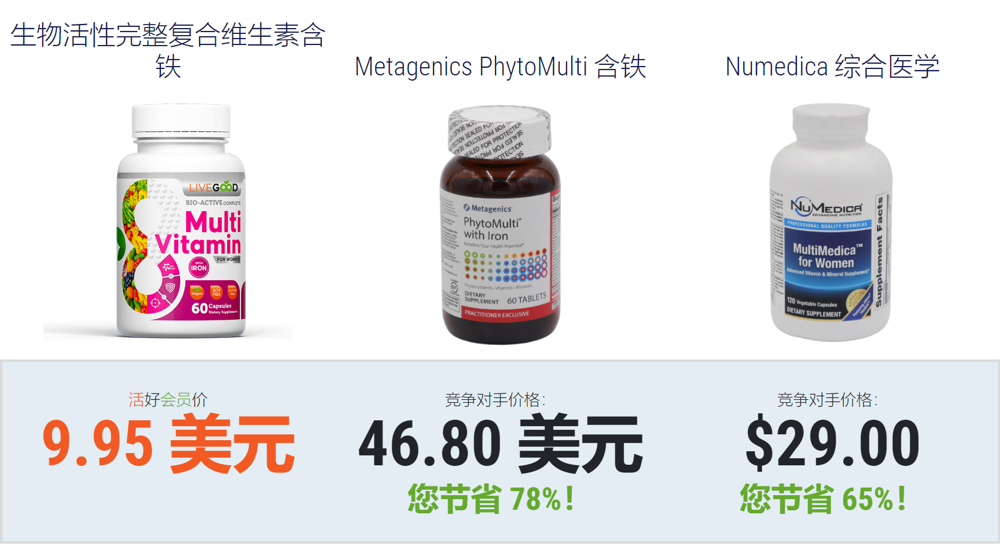 生物活性完整复合维生素含
铁
Metagenics PhytoMulti 含铁
Numedica 综合医学
LIVEGOOD
BIO-ACTIVE COMPLETE
Multi
Vitamin
FOR WOMEN
WITH
IRON
Vegan
SOY
FREE
GLUTEN
FREE
60 Capsules
Dietary Supplement
SEALED FOR PROTECTION
Metagenics
PhytoMulti®
with Iron
Redefine Your Health Potential™
Phytonutrients • Vitamins • Minerals
DIETARY
SUPPLEMENT
60 TABLETS
PRACTITIONER EXCLUSIVE
NUMEDICA®
ADVANCING NUTRITION
PROFESSIONAL QUALITY FORMULAS
MultiMedica™
for Women
Advanced Vitamin & Mineral Supplement*
120 Vegetable Capsules
DIETARY SUPPLEMENT
Supplement Facts
活好会员价
9.95 美元
竞争对手价格：
46.80 美元
您节省 78%！
竞争对手价格：
$29.00
您节省 65%！